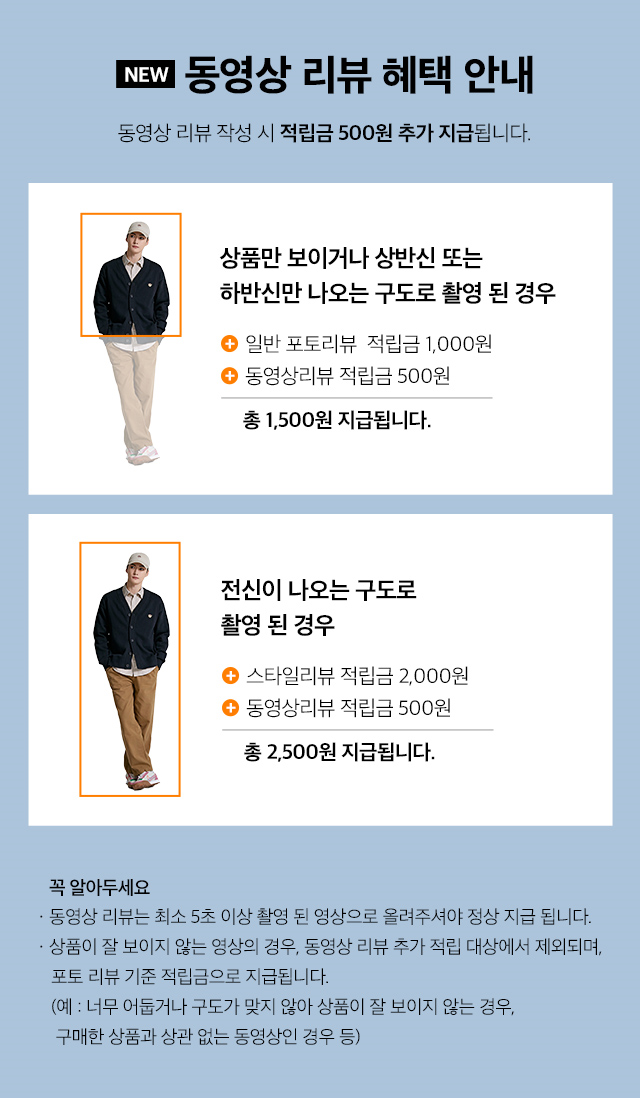 NEW 동영상 리뷰 혜택 안내
동영상 리뷰 작성 시 적립금 500원 추가 지급됩니다.
상품만 보이거나 상반신 또는
하반신만 나오는 구도로 촬영 된 경우
일반 포토리뷰 적립금 1,000원
동영상리뷰 적립금 500원
총 1,500원 지급됩니다.
전신이 나오는 구도로
촬영 된 경우
스타일리뷰 적립금 2,000원
동영상리뷰 적립금 500원
총 2,500원 지급됩니다.
꼭 알아두세요
· 동영상 리뷰는 최소 5초 이상 촬영 된 영상으로 올려주셔야 정상 지급 됩니다.
· 상품이 잘 보이지 않는 영상의 경우, 동영상 리뷰 추가 적립 대상에서 제외되며,
포토 리뷰 기준 적립금으로 지급됩니다.
(예 : 너무 어둡거나 구도가 맞지 않아 상품이 잘 보이지 않는 경우,
구매한 상품과 상관 없는 동영상인 경우 등)